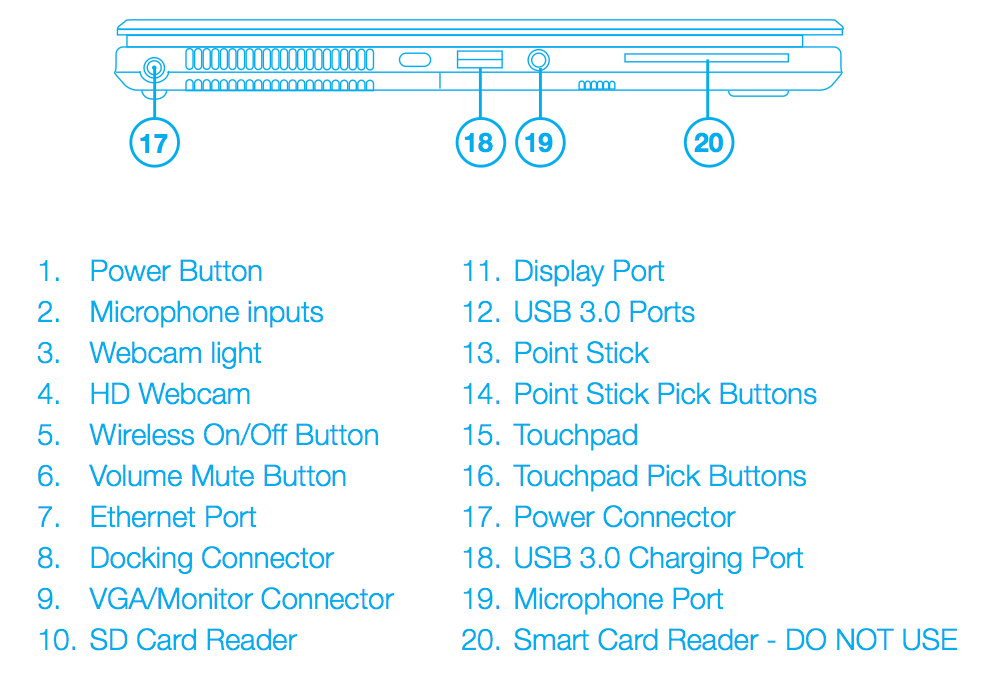 17 18 19 20
1. Power Button
2. Microphone inputs
3. Webcam light
4. HD Webcam
5. Wireless On/Off Button
6. Volume Mute Button
7. Ethernet Port
8. Docking Connector
9. VGA/Monitor Connector
10. SD Card Reader
11. Display Port
12. USB 3.0 Ports
13. Point Stick
14. Point Stick Pick Buttons
15. Touchpad
16. Touchpad Pick Buttons
17. Power Connector
18. USB 3.0 Charging Port
19. Microphone Port
20. Smart Card Reader - DO NOT USE